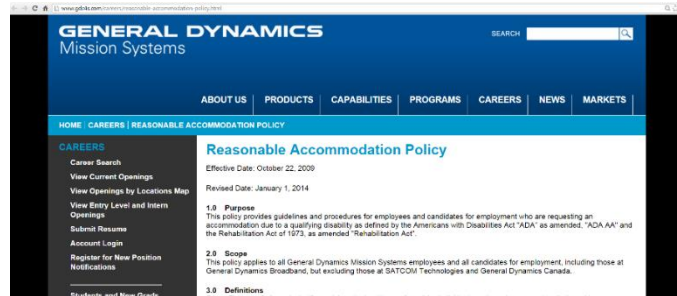 www.gdc4s.com/careers/reasonable-accommodation-policy.html
GENERAL DYNAMICS
Mission Systems
SEARCH
ABOUT US PRODUCTS CAPABILITIES PROGRAMS CAREERS NEWS MARKETS
HOME | CAREERS | REASONABLE ACCOMMODATION POLICY
CAREERS
Career Search
View Current Openings
View Openings by Locations Map
View Entry Level and Intern
Openings
Submit Resume
Account Login
Register for New Position
Notifications
Students and New Grads
Reasonable Accommodation Policy
Effective Date: October 22, 2009
Revised Date: January 1, 2014
1.0 Purpose
This policy provides guidelines and procedures for employees and candidates for employment who are requesting an
accommodation due to a qualifying disability as defined by the Americans with Disabilities Act "ADA" as amended, "ADA AA" and
the Rehabilitation Act of 1973, as amended "Rehabilitation Act".
2.0 Scope
This policy applies to all General Dynamics Mission Systems employees and all candidates for employment, including those at
General Dynamics Broadband, but excluding those at SATCOM Technologies and General Dynamics Canada.
3.0 Definitions